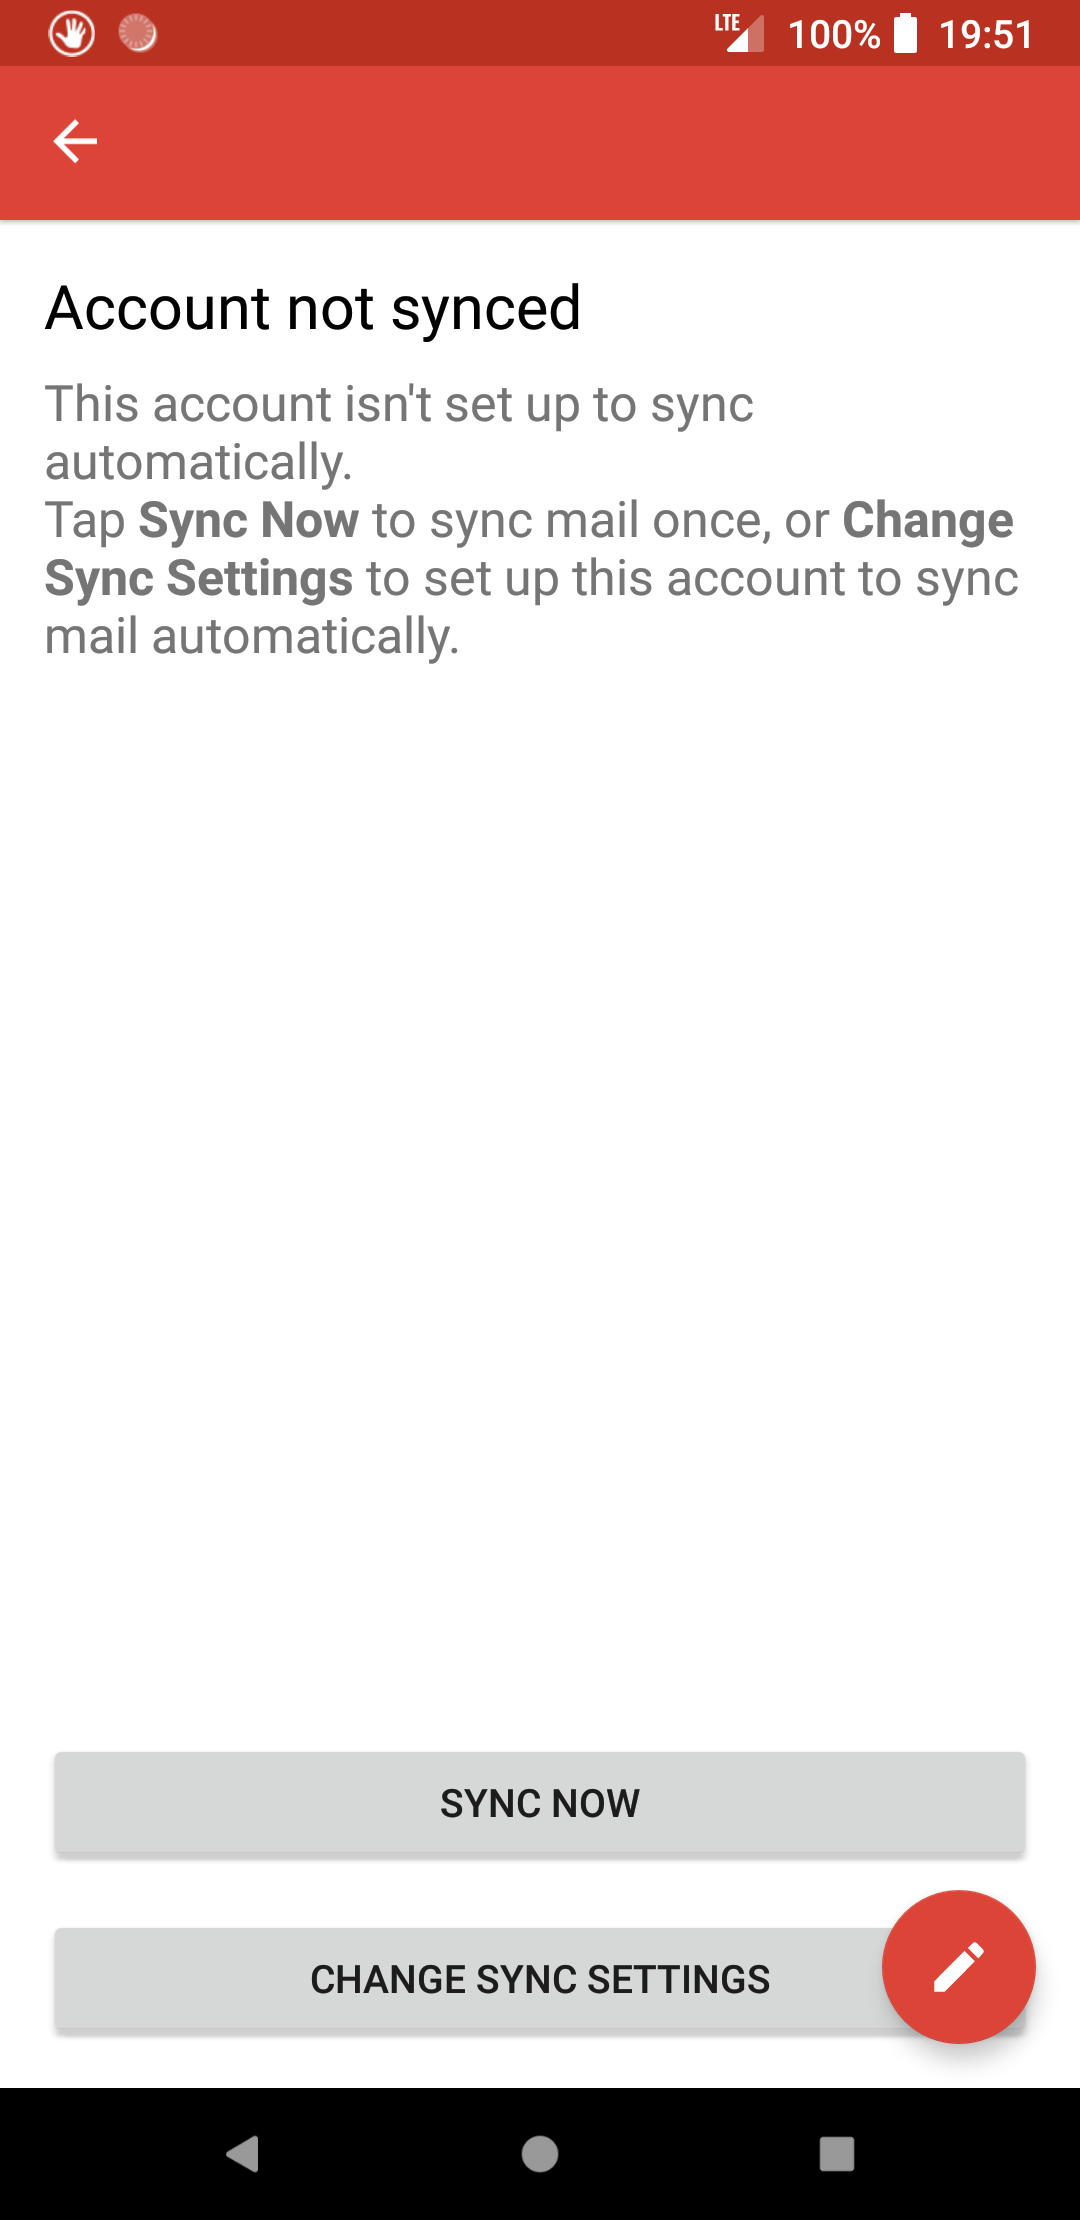 LTE 100% 19:51
Account not synced
This account isn't set up to sync
automatically.
Tap Sync Now to sync mail once, or Change
Sync Settings to set up this account to sync
mail automatically.
SYNC NOW
CHANGE SYNC SETTINGS